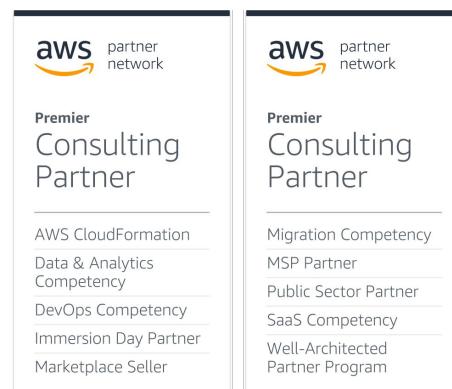 aws partner
network
Premier
Consulting
Partner
AWS CloudFormation
Data & Analytics
Competency
DevOps Competency
Immersion Day Partner
Marketplace Seller
aws partner
network
Premier
Consulting
Partner
Migration Competency
MSP Partner
Public Sector Partner
SaaS Competency
Well-Architected
Partner Program